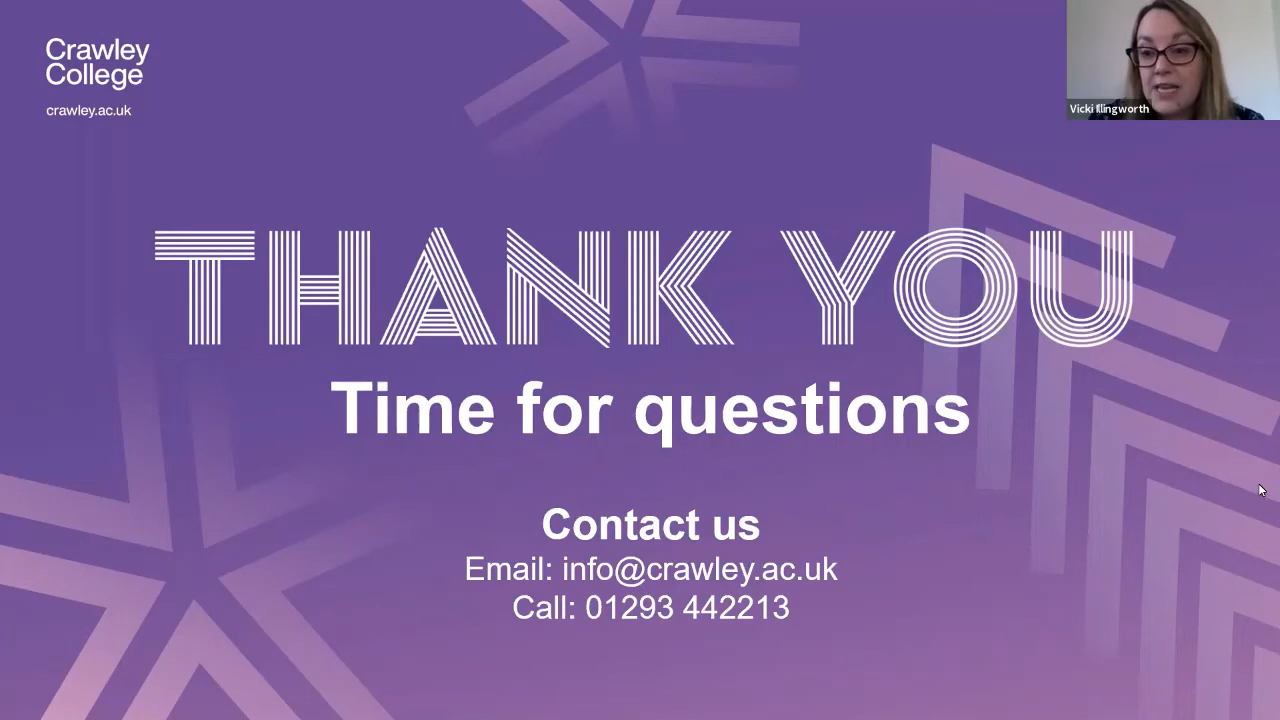 Crawley
College
crawley.ac.uk
Vicki Illingworth
THANK YOU
Time for questions
Contact us
Email: info@crawley.ac.uk
Call: 01293 442213